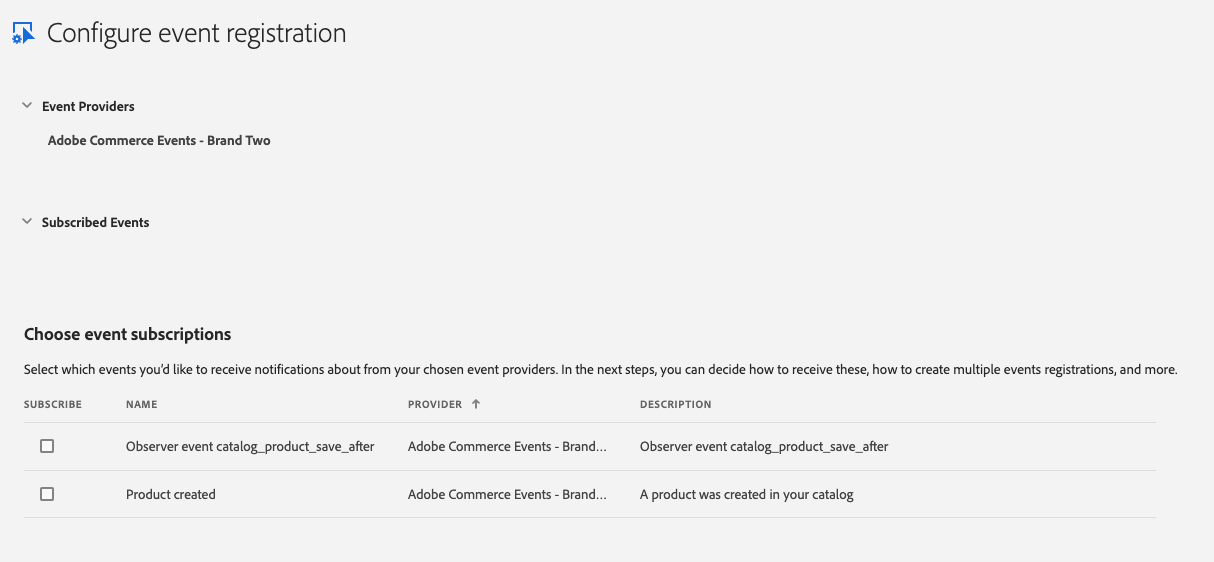 Configure event registration
Event Providers
Adobe Commerce Events - Brand Two
Subscribed Events
Choose event subscriptions
Select which events you'd like to receive notifications about from your chosen event providers. In the next steps, you can decide how to receive these, how to create multiple events registrations, and more.
SUBSCRIBE NAME PROVIDER DESCRIPTION
Observer event catalog_product_save_after Adobe Commerce Events - Brand... Observer event catalog_product_save_after
Product created Adobe Commerce Events - Brand... A product was created in your catalog